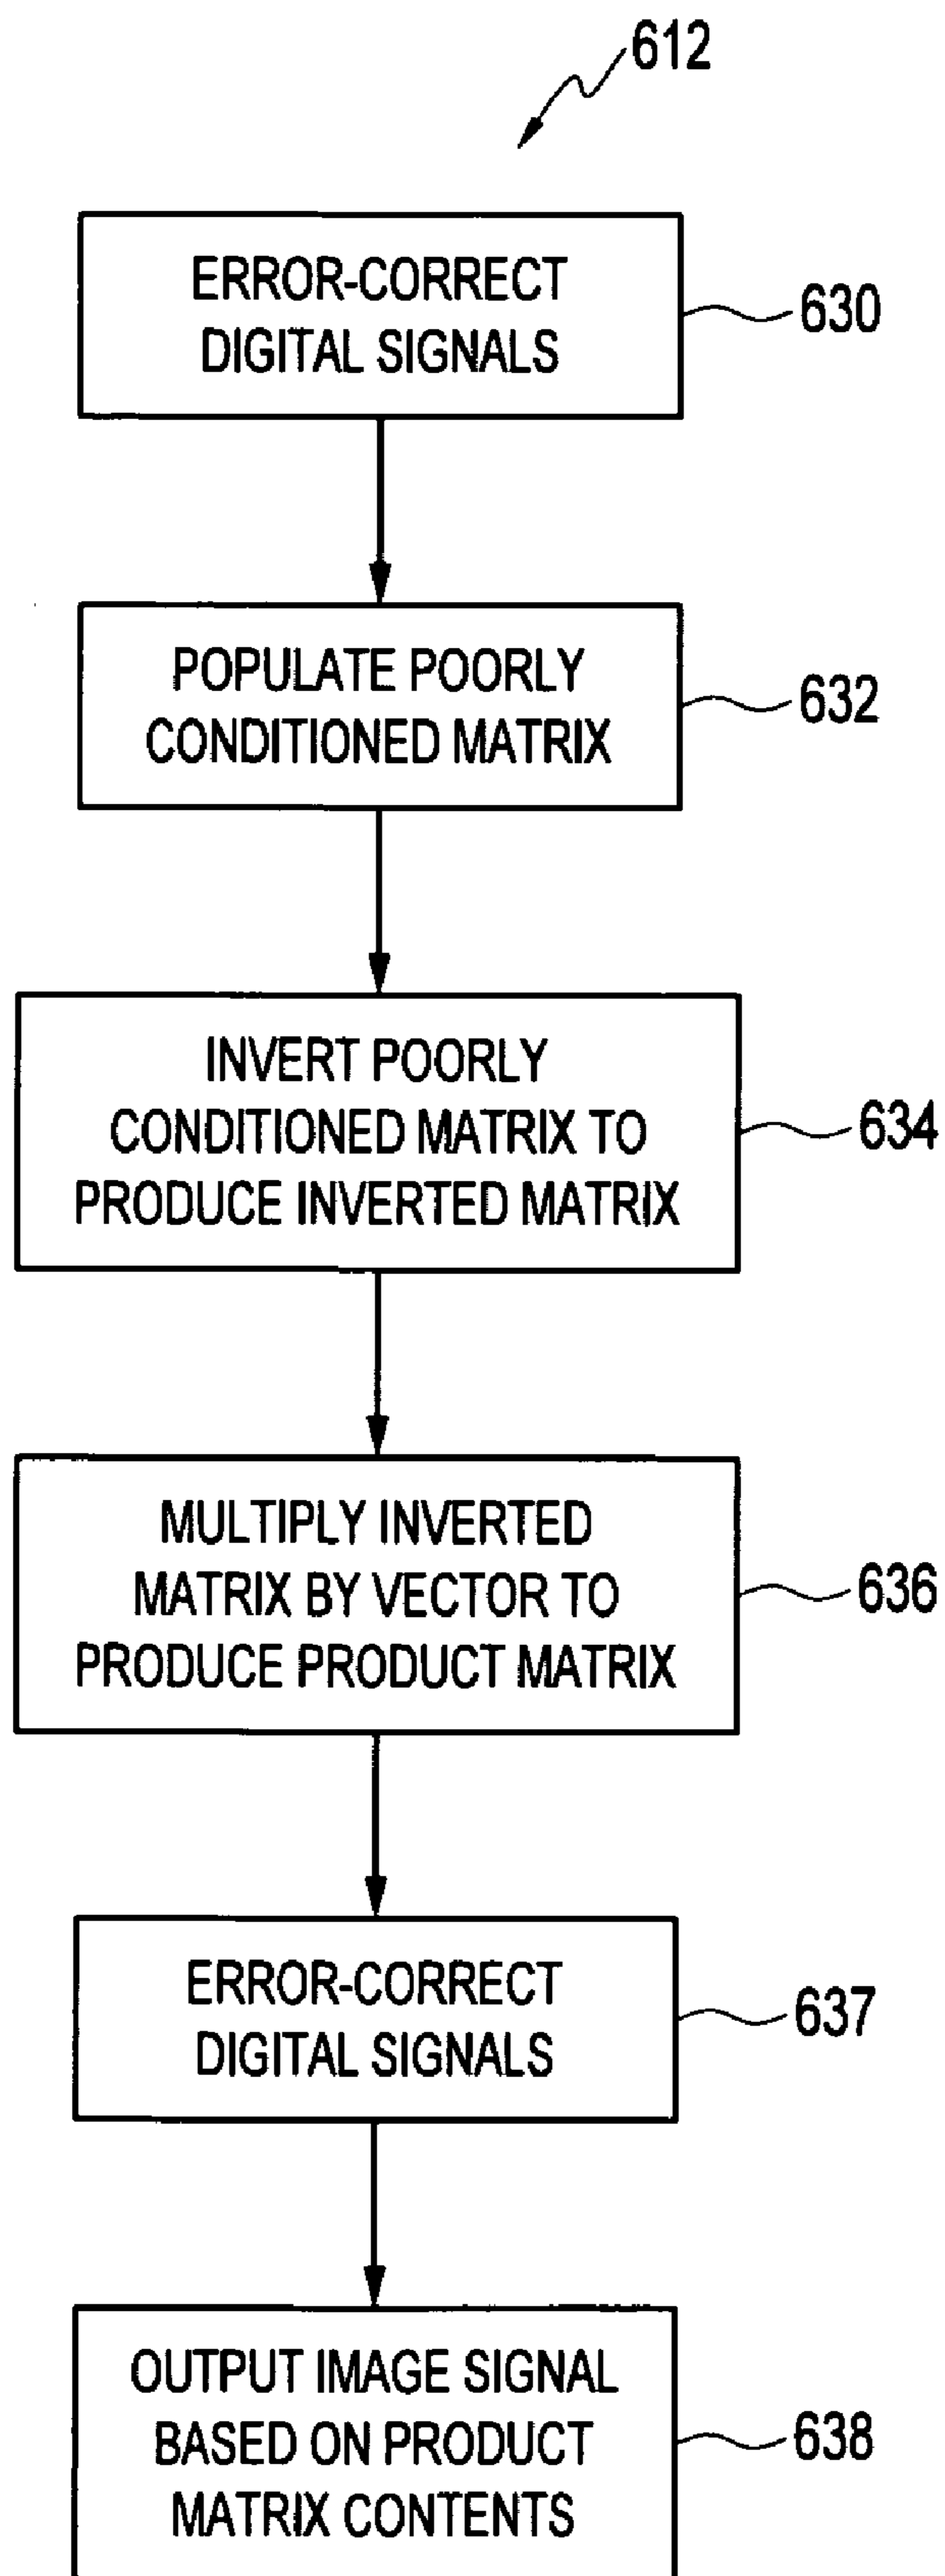 612
ERROR-CORRECT
DIGITAL SIGNALS
630
POPULATE POORLY
CONDITIONED MATRIX
632
INVERT POORLY
CONDITIONED MATRIX TO
PRODUCE INVERTED MATRIX
634
MULTIPLY INVERTED
MATRIX BY VECTOR TO
PRODUCE PRODUCT MATRIX
636
ERROR-CORRECT
DIGITAL SIGNALS
637
OUTPUT IMAGE SIGNAL
BASED ON PRODUCT
MATRIX CONTENTS
638